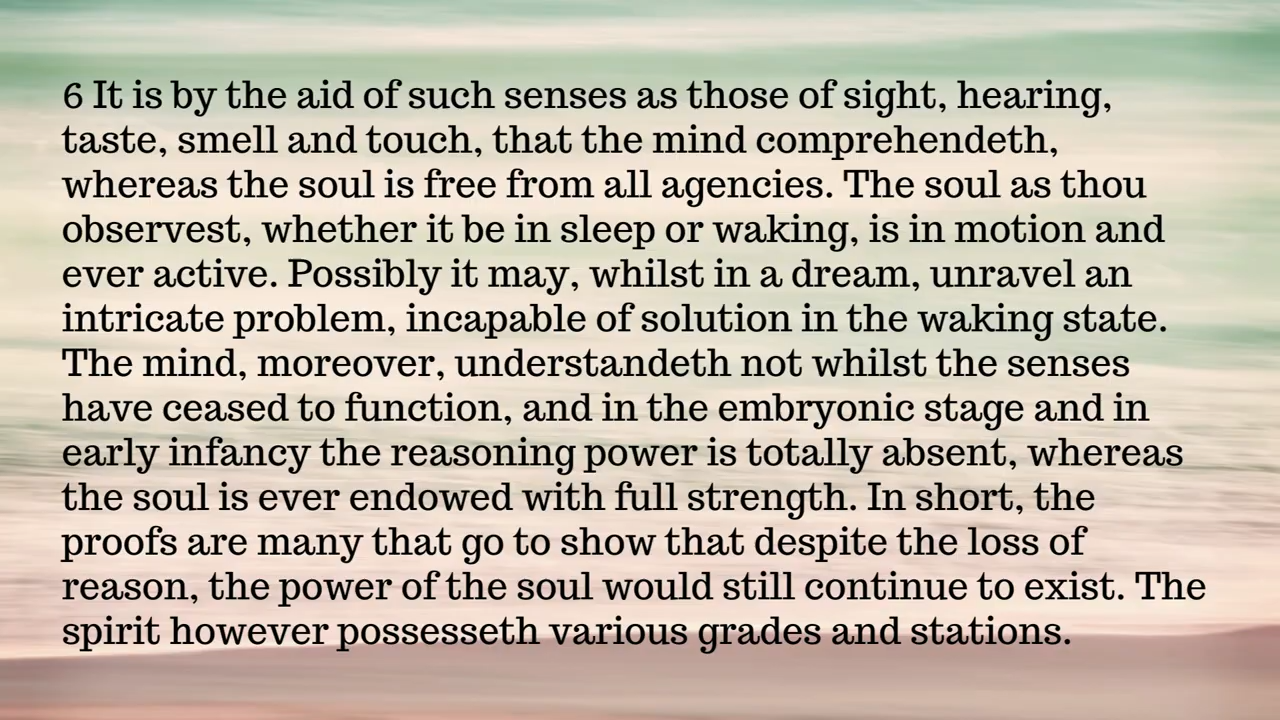 6 It is by the aid of such senses as those of sight, hearing,
taste, smell and touch, that the mind comprehendeth,
whereas the soul is free from all agencies. The soul as thou
observest, whether it be in sleep or waking, is in motion and
ever active. Possibly it may, whilst in a dream, unravel an
intricate problem, incapable of solution in the waking state.
The mind, moreover, understandeth not whilst the senses
have ceased to function, and in the embryonic stage and in
early infancy the reasoning power is totally absent, whereas
the soul is ever endowed with full strength. In short, the
proofs are many that go to show that despite the loss of
reason, the power of the soul would still continue to exist. The
spirit however possesseth various grades and stations.